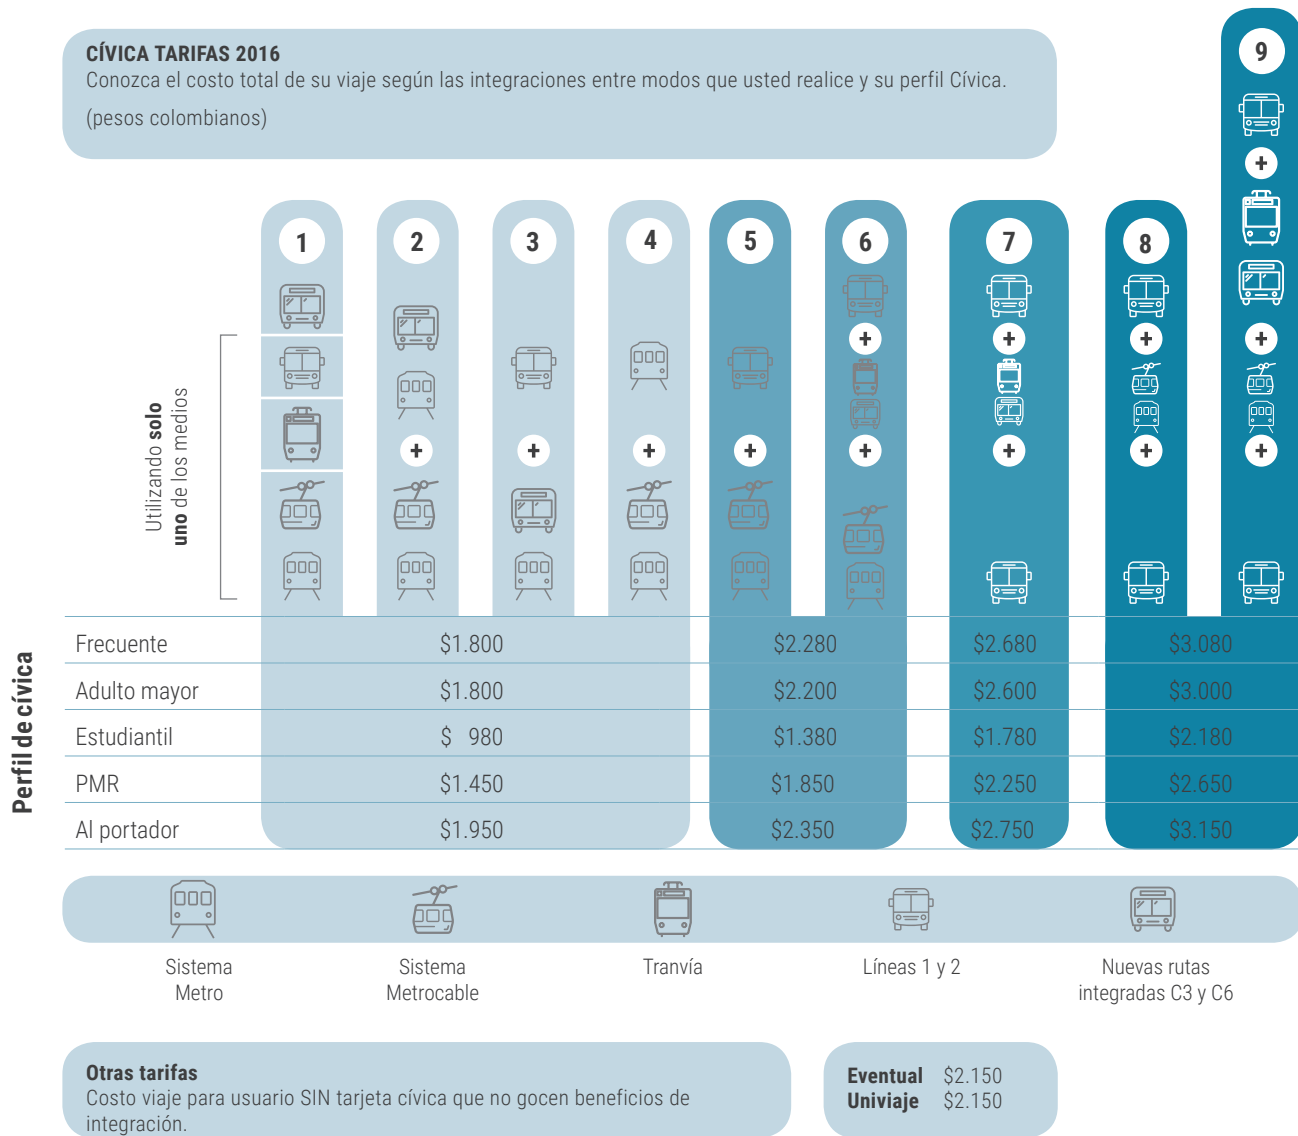 CÍVICA TARIFAS 2016
Conozca el costo total de su viaje según las integraciones entre modos que usted realice y su perfil Cívica.
(pesos colombianos)
1
2
3
4
5
6
7
8
9
+
+
+
+
+
+
+
+
+
+
+
+
+
Utilizando solo
uno de los medios
Perfil de cívica
Frecuente $1.800 $2.280 $2.680 $3.080
Adulto mayor $1.800 $2.200 $2.600 $3.000
Estudiantil $ 980 $1.380 $1.780 $2.180
PMR $1.450 $1.850 $2.250 $2.650
Al portador $1.950 $2.350 $2.750 $3.150
Sistema
Metro
Sistema
Metrocable
Tranvía
Líneas 1 y 2
Nuevas rutas
integradas C3 y C6
Otras tarifas
Costo viaje para usuario SIN tarjeta cívica que no gocen beneficios de
integración.
Eventual $2.150
Univiaje $2.150